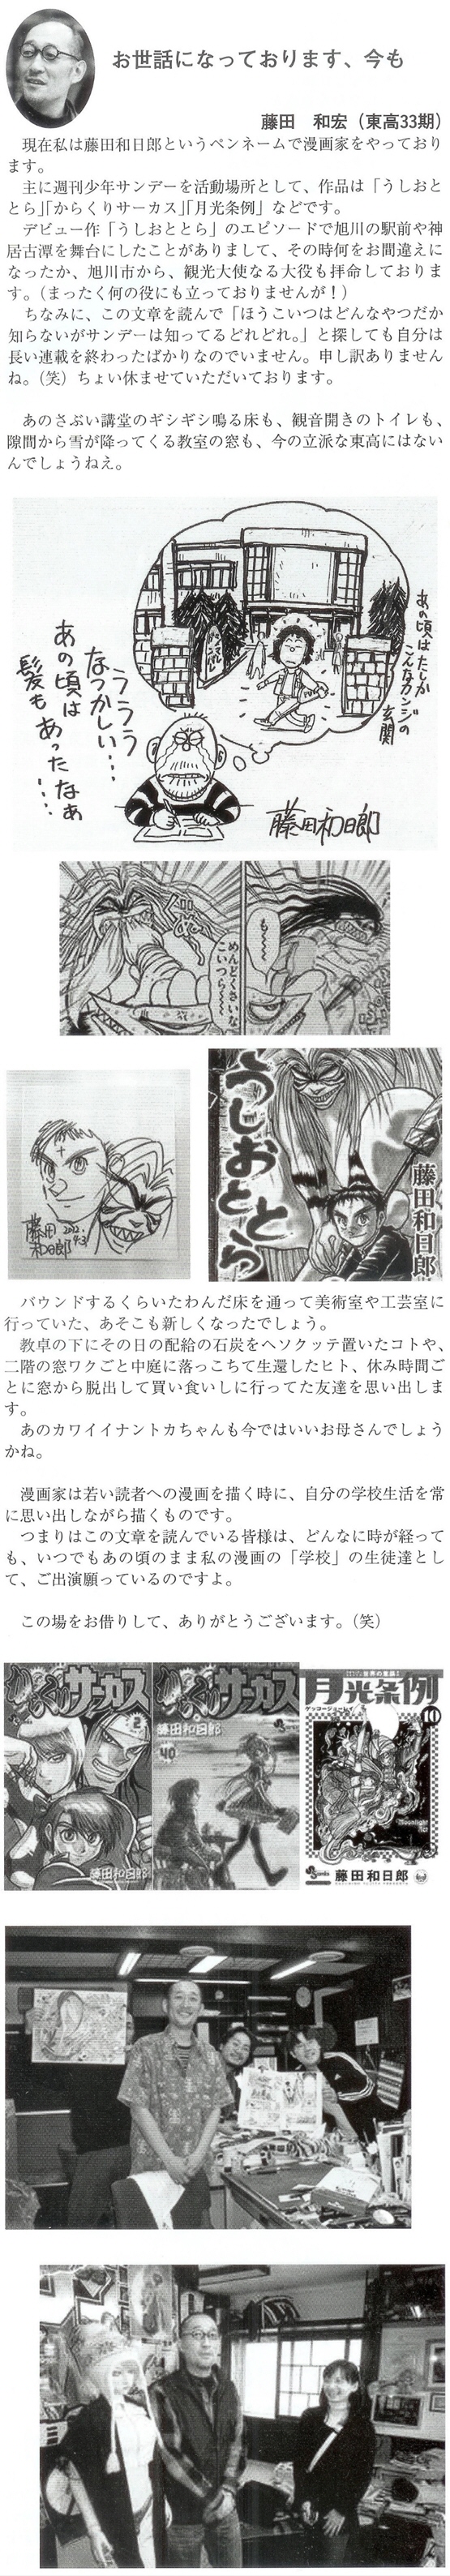 お世話になっております、今も
藤田　和宏（東高33期）
　現在私は藤田和日郎というペンネームで漫画家をやっており
ます。
　主に週刊少年サンデーを活動場所として、作品は「うしおと
とら」「からくりサーカス」「月光条例」などです。
　デビュー作「うしおととら」のエピソードで旭川の駅前や神
居古潭を舞台にしたことがありまして、その時何をお間違えに
なったか、旭川市から、観光大使なる大役も拝命しておりま
す。（まったく何の役にも立っておりませんが！）
　ちなみに、この文章を読んで「ほうこいつはどんなやつだか
知らないがサンデーは知ってるどれどれ。」と探しても自分は
長い連載を終わったばかりなのでいません。申し訳ありません
ね。（笑）ちょい休ませていただいております。
　あのさぶい講堂のギシギシ鳴る床も、観音開きのトイレも、
隙間から雪が降ってくる教室の窓も、今の立派な東高にはない
んでしょうねえ。
あの頃はたしか
こんなカンジの
玄関
ううう
なつかしい…
あの頃は
髪もあったなぁ
…
藤田和日郎
も〜〜〜
めんどくさいな
こいつら〜〜
うしおととら
藤田和日郎
藤田
和日郎
2012.
4.3
　バウンドするくらいたわんだ床を通って美術室や工芸室に
行っていた、あそこも新しくなったでしょう。
　教卓の下にその日の配給の石炭をヘソクッテ置いたコトや、
二階の窓ワクごと中庭に落っこちて生還したヒト、休み時間ご
とに窓から脱出して買い食いしに行ってた友達を思い出しま
す。
　あのカワイイナントカちゃんも今ではいいお母さんでしょう
かね。
　漫画家は若い読者への漫画を描く時に、自分の学校生活を常
に思い出しながら描くものです。
　つまりはこの文章を読んでいる皆様は、どんなに時が経って
も、いつでもあの頃のまま私の漫画の「学校」の生徒達とし
て、ご出演願っているのですよ。
　この場をお借りして、ありがとうございます。（笑）
からくりサーカス
2
藤田和日郎
からくりサーカス
藤田和日郎
40
月光条例
ゲッコージョーレイ
Moonlight
Act
藤田和日郎